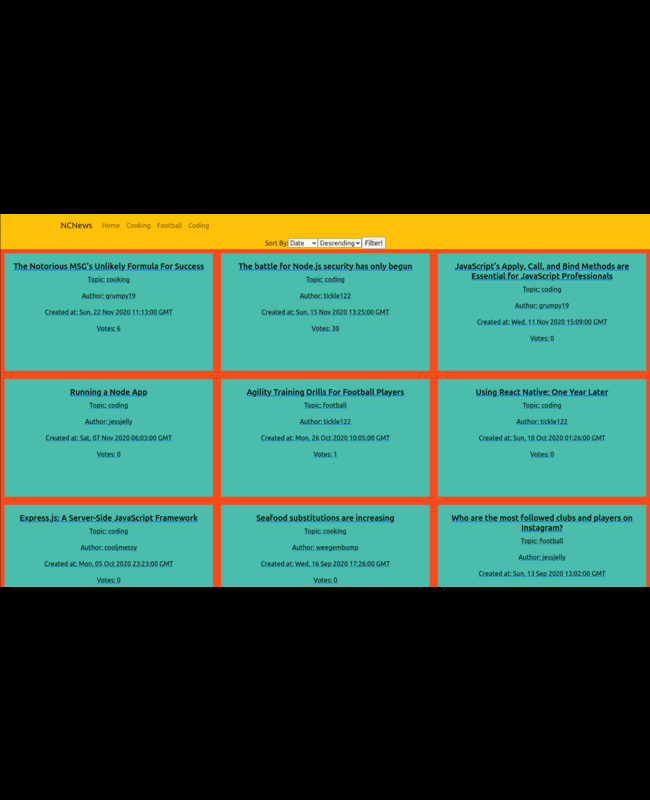 NCNews Home Cooking Football Coding
Sort By: Date Descending Filter!
The Notorious MSG's Unlikely Formula For Success
Topic: cooking
Author: grumpy19
Created at: Sun, 22 Nov 2020 11:13:00 GMT
Votes: 6
The battle for Node.js security has only begun
Topic: coding
Author: tickle122
Created at: Sun, 15 Nov 2020 13:25:00 GMT
Votes: 30
JavaScript's Apply, Call, and Bind Methods are
Essential for JavaScript Professionals
Topic: coding
Author: grumpy19
Created at: Wed, 11 Nov 2020 15:09:00 GMT
Votes: 0
Running a Node App
Topic: coding
Author: jessjelly
Created at: Sat, 07 Nov 2020 06:03:00 GMT
Votes: 0
Agility Training Drills For Football Players
Topic: football
Author: tickle122
Created at: Mon, 26 Oct 2020 10:05:00 GMT
Votes: 1
Using React Native: One Year Later
Topic: coding
Author: tickle122
Created at: Sun, 18 Oct 2020 01:26:00 GMT
Votes: 0
Express.js: A Server-Side JavaScript Framework
Topic: coding
Author: cooljmessy
Created at: Mon, 05 Oct 2020 23:23:00 GMT
Votes: 0
Seafood substitutions are increasing
Topic: cooking
Author: weegembump
Created at: Wed, 16 Sep 2020 17:26:00 GMT
Votes: 0
Who are the most followed clubs and players on
Instagram?
Topic: football
Author: jessjelly
Created at: Sun, 13 Sep 2020 13:02:00 GMT